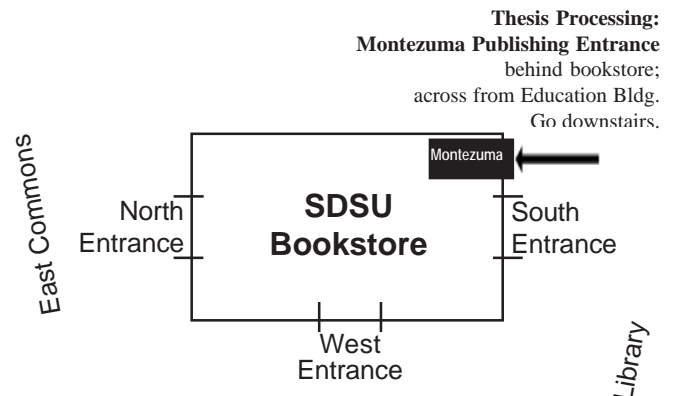 Thesis Processing:
Montezuma Publishing Entrance
behind bookstore;
across from Education Bldg.
Go downstairs.
East Commons
Montezuma
North
Entrance
SDSU
Bookstore
South
Entrance
West
Entrance
Library